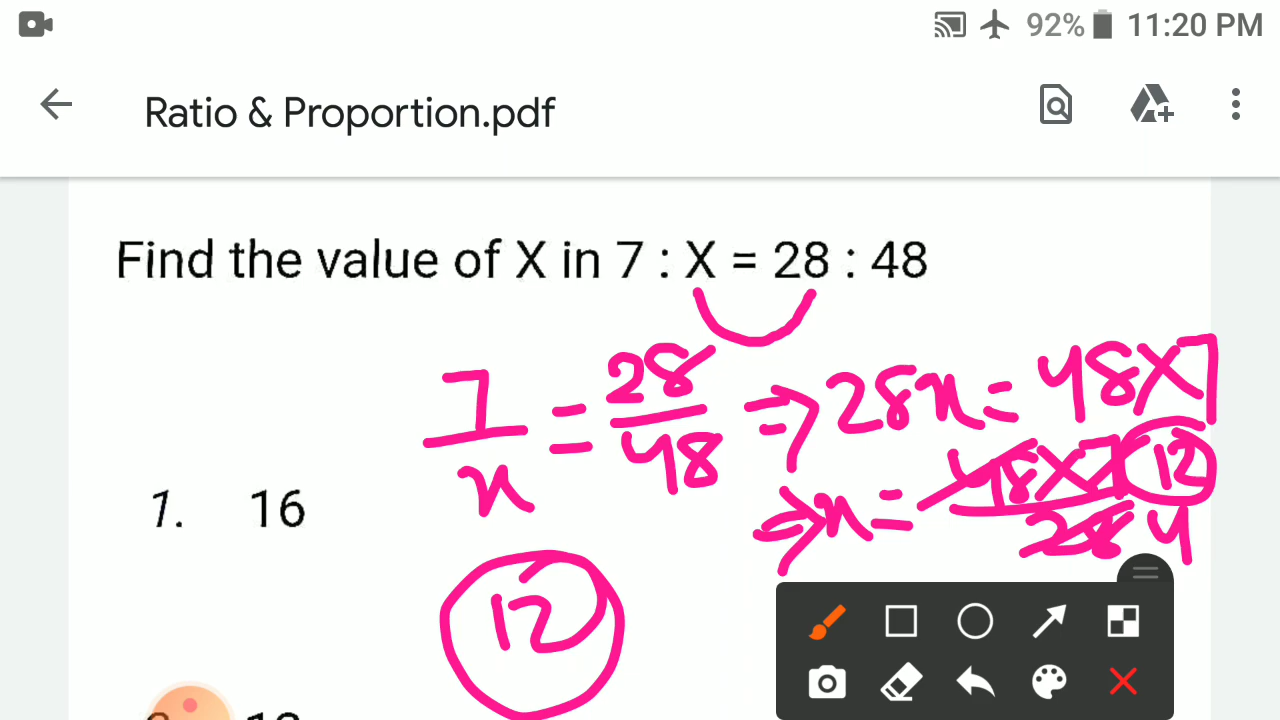 92% 11:20 PM
Ratio & Proportion.pdf
Find the value of X in 7 : X = 28 : 48
7/x = 28/48 ⇒ 28x = 48×7
⇒ x = 48×7/28 4 12
1. 16
12